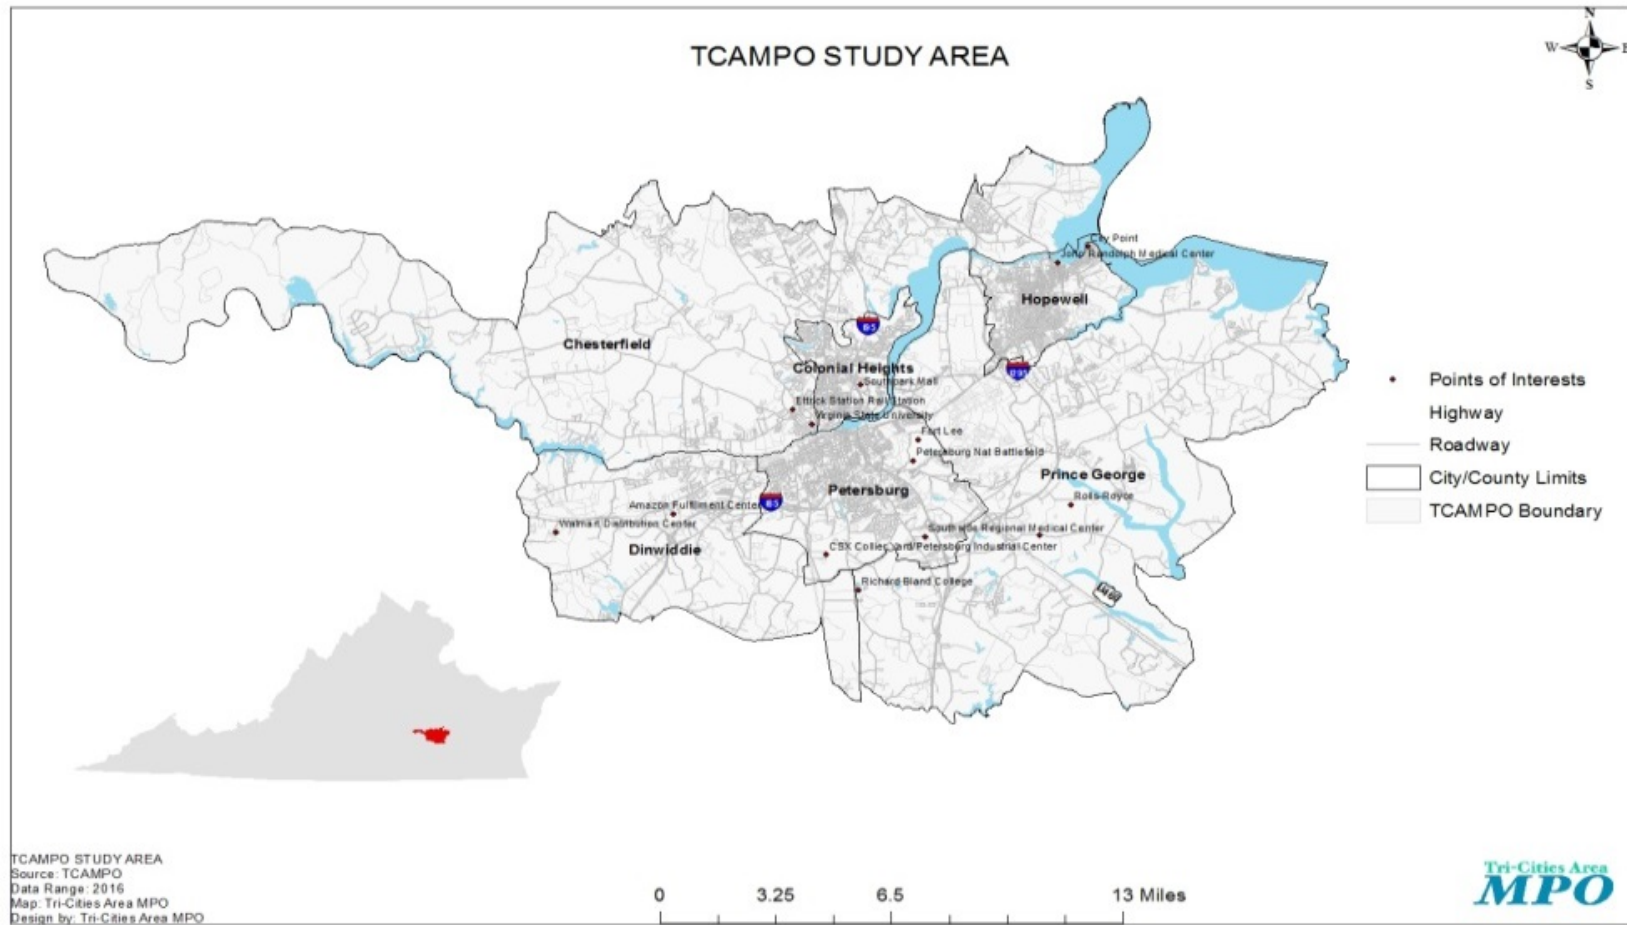 TCAMPO STUDY AREA
N
W
E
S
City Point
John Randolph Medical Center
Hopewell
Chesterfield
Colonial Heights
Southpark Mall
Ettrick Station Rail Station
Virginia State University
Fort Lee
Petersburg Nat Battlefield
Prince George
Petersburg
Rolls-Royce
Amazon Fulfilment Center
Walmart Distribution Center
Southside Regional Medical Center
Dinwiddie
CSX Collier Yard/Petersburg Industrial Center
Richard Bland College
Points of Interests
Highway
Roadway
City/County Limits
TCAMPO Boundary
TCAMPO STUDY AREA
Source: TCAMPO
Data Range: 2016
Map: Tri-Cities Area MPO
Design by: Tri-Cities Area MPO
0 3.25 6.5 13 Miles
Tri-Cities Area
MPO